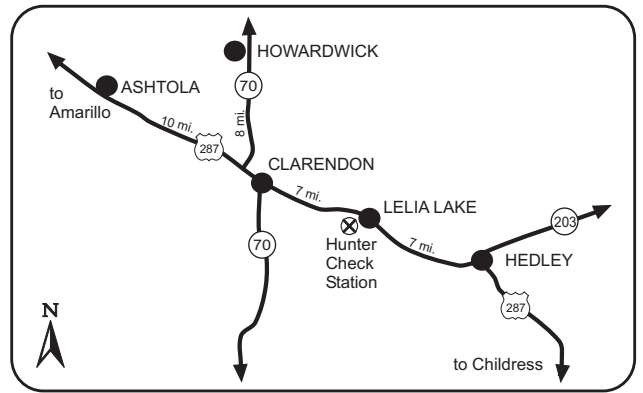 HOWARDWICK
ASHTOLA
70
to
Amarillo
10 mi.
8 mi.
287
CLARENDON
7 mi.
LELIA LAKE
203
Hunter
Check
Station
7 mi.
70
HEDLEY
N
287
to Childress